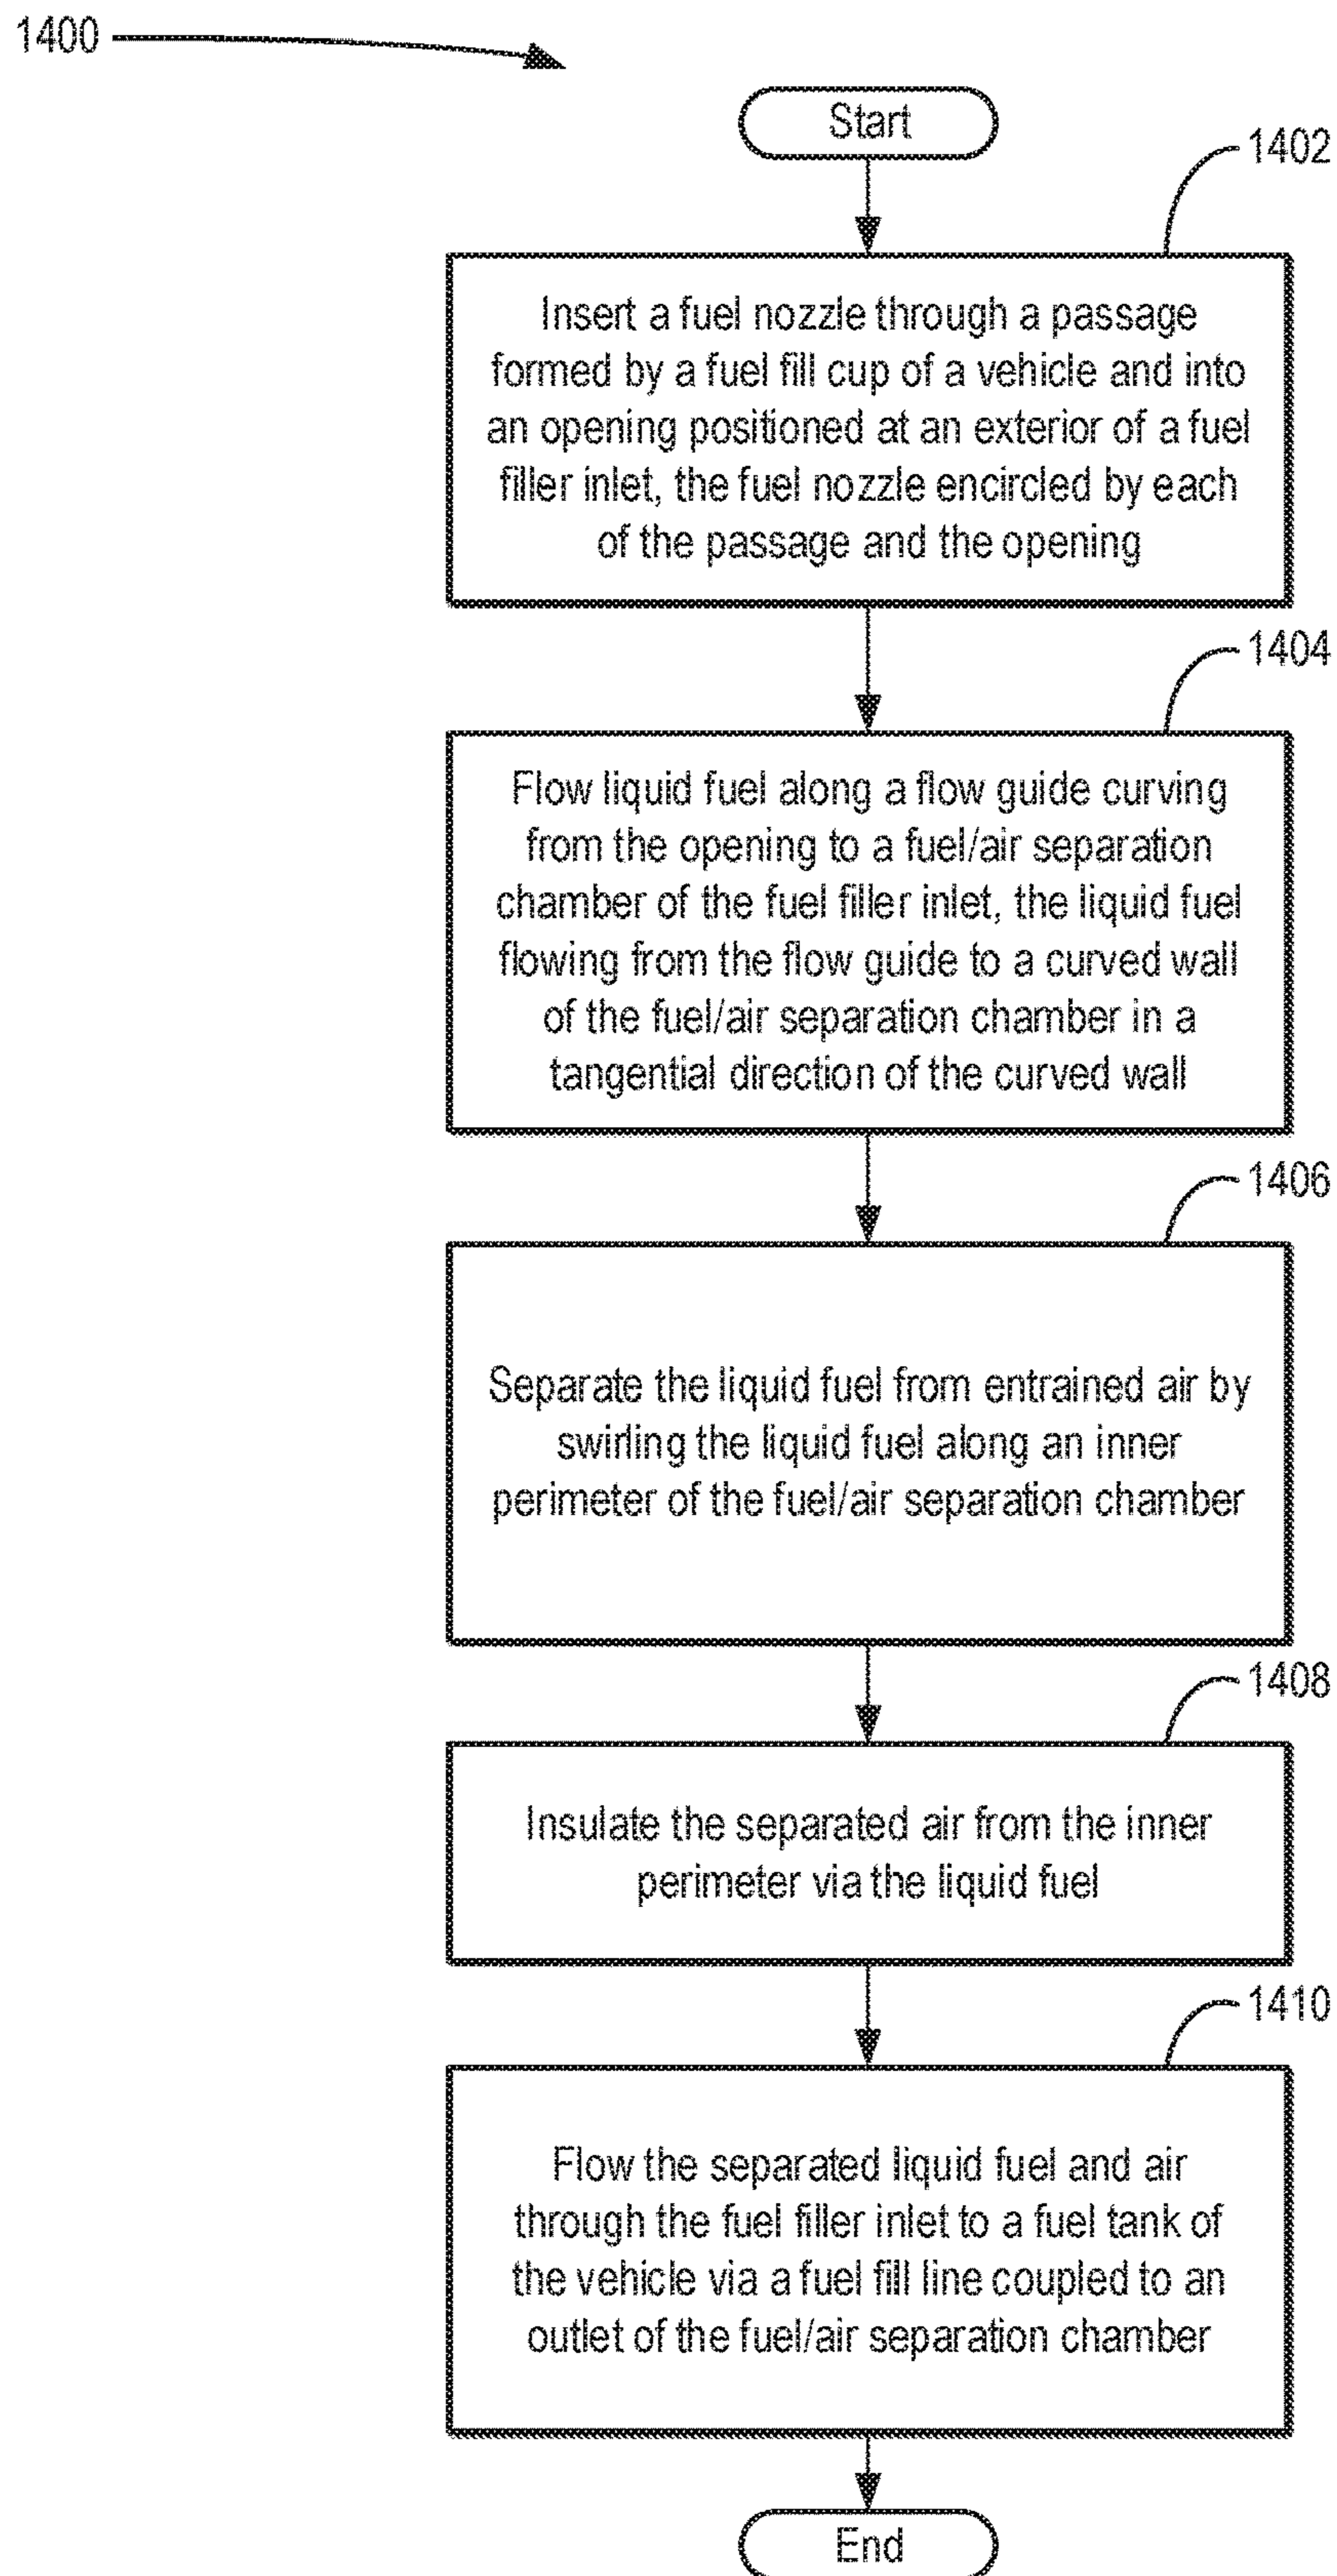 1400
Start
1402
Insert a fuel nozzle through a passage
formed by a fuel fill cup of a vehicle and into
an opening positioned at an exterior of a fuel
filler inlet, the fuel nozzle encircled by each
of the passage and the opening
1404
Flow liquid fuel along a flow guide curving
from the opening to a fuel/air separation
chamber of the fuel filler inlet, the liquid fuel
flowing from the flow guide to a curved wall
of the fuel/air separation chamber in a
tangential direction of the curved wall
1406
Separate the liquid fuel from entrained air by
swirling the liquid fuel along an inner
perimeter of the fuel/air separation chamber
1408
Insulate the separated air from the inner
perimeter via the liquid fuel
1410
Flow the separated liquid fuel and air
through the fuel filler inlet to a fuel tank of
the vehicle via a fuel fill line coupled to an
outlet of the fuel/air separation chamber
End